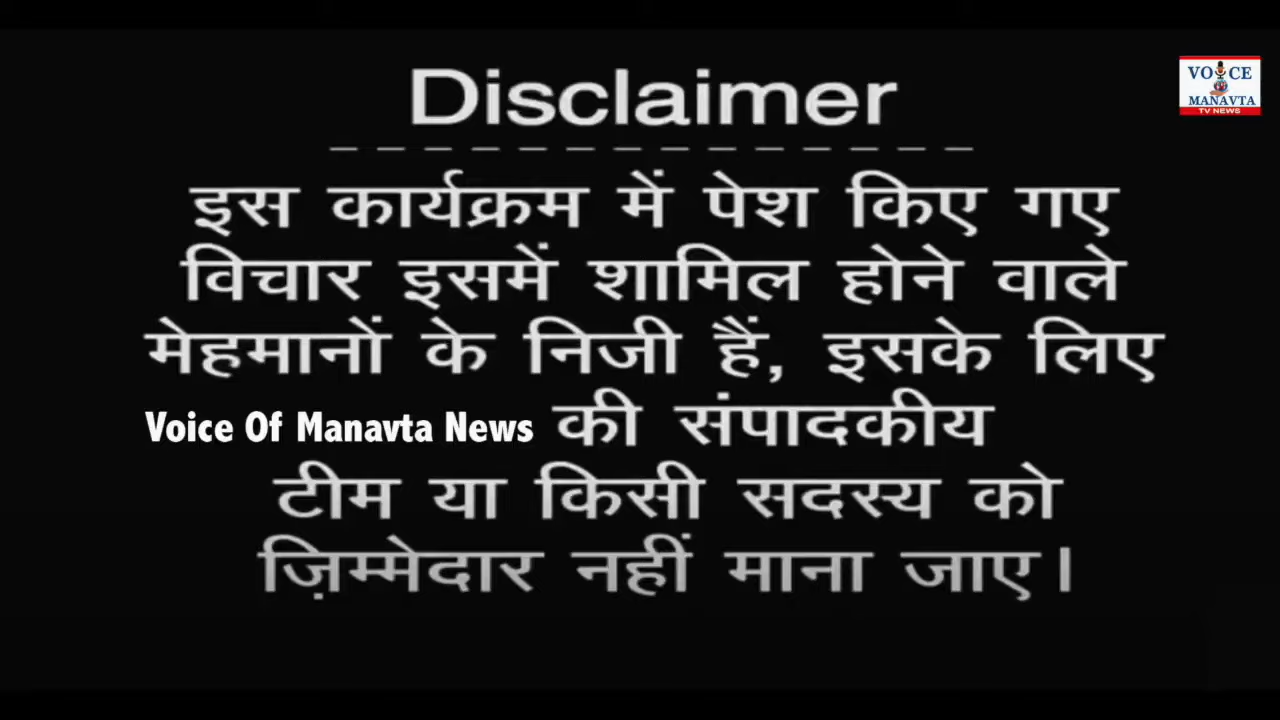 Disclaimer
इस कार्यक्रम में पेश किए गए
विचार इसमें शामिल होने वाले
मेहमानों के निजी हैं, इसके लिए
Voice Of Manavta News की संपादकीय
टीम या किसी सदस्य को
ज़िम्मेदार नहीं माना जाए।
VOICE
MANAVTA
TV NEWS